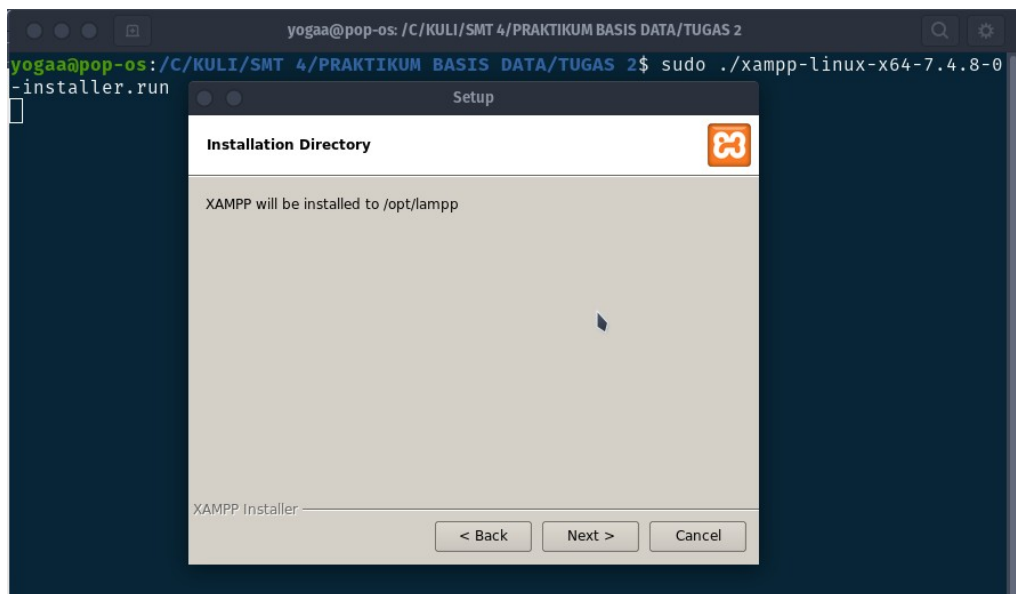 yogaa@pop-os: /C/KULI/SMT 4/PRAKTIKUM BASIS DATA/TUGAS 2
yogaa@pop-os:/C/KULI/SMT 4/PRAKTIKUM BASIS DATA/TUGAS 2$ sudo ./xampp-linux-x64-7.4.8-0
-installer.run
Setup
Installation Directory
XAMPP will be installed to /opt/lampp
XAMPP Installer
< Back Next > Cancel